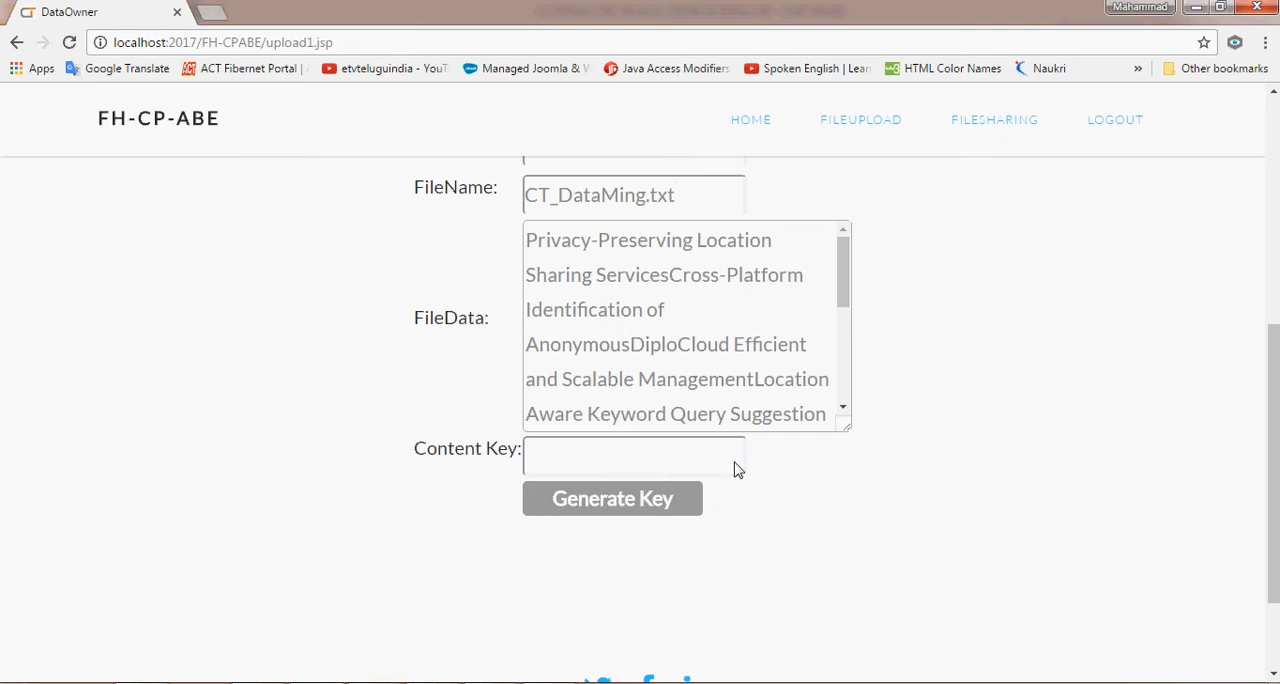 DataOwner
Mahammad
localhost:2017/FH-CPABE/upload1.jsp
Apps Google Translate ACT Fibernet Portal | etvteluguindia - YouT Managed Joomla & W Java Access Modifiers Spoken English | Lear HTML Color Names Naukri » Other bookmarks
FH-CP-ABE
HOME FILEUPLOAD FILESHARING LOGOUT
FileName: CT_DataMing.txt
FileData:
Privacy-Preserving Location
Sharing ServicesCross-Platform
Identification of
AnonymousDiploCloud Efficient
and Scalable ManagementLocation
Aware Keyword Query Suggestion
Content Key:
Generate Key